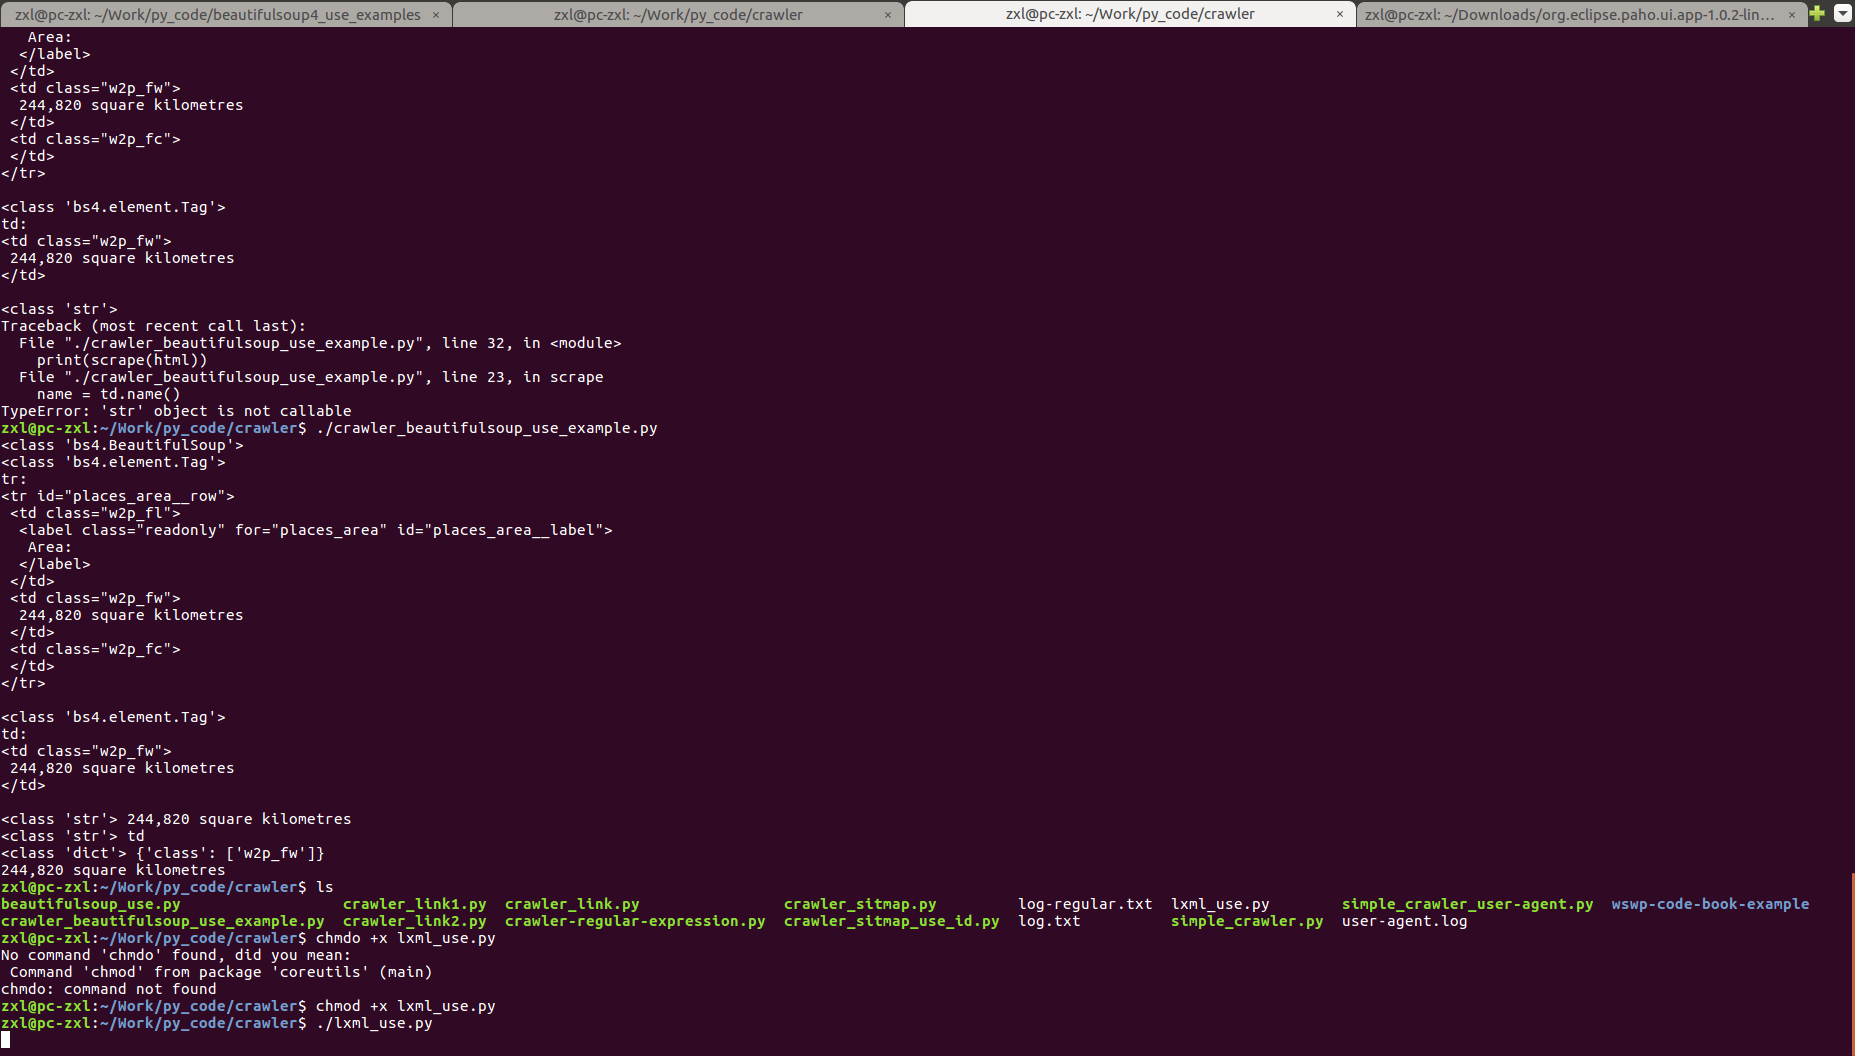 zxl@pc-zxl: ~/Work/py_code/beautifulsoup4_use_examples × zxl@pc-zxl: ~/Work/py_code/crawler × zxl@pc-zxl: ~/Work/py_code/crawler × zxl@pc-zxl: ~/Downloads/org.eclipse.paho.ui.app-1.0.2-lin... ×
   Area:
  </label>
 </td>
 <td class="w2p_fw">
  244,820 square kilometres
 </td>
 <td class="w2p_fc">
 </td>
</tr>

<class 'bs4.element.Tag'>
td:
<td class="w2p_fw">
 244,820 square kilometres
</td>

<class 'str'>
Traceback (most recent call last):
  File "./crawler_beautifulsoup_use_example.py", line 32, in <module>
    print(scrape(html))
  File "./crawler_beautifulsoup_use_example.py", line 23, in scrape
    name = td.name()
TypeError: 'str' object is not callable
zxl@pc-zxl:~/Work/py_code/crawler$ ./crawler_beautifulsoup_use_example.py
<class 'bs4.BeautifulSoup'>
<class 'bs4.element.Tag'>
tr:
<tr id="places_area__row">
 <td class="w2p_fl">
  <label class="readonly" for="places_area" id="places_area__label">
   Area:
  </label>
 </td>
 <td class="w2p_fw">
  244,820 square kilometres
 </td>
 <td class="w2p_fc">
 </td>
</tr>

<class 'bs4.element.Tag'>
td:
<td class="w2p_fw">
 244,820 square kilometres
</td>

<class 'str'> 244,820 square kilometres
<class 'str'> td
<class 'dict'> {'class': ['w2p_fw']}
244,820 square kilometres
zxl@pc-zxl:~/Work/py_code/crawler$ ls
beautifulsoup_use.py                  crawler_link1.py  crawler_link.py                crawler_sitmap.py         log-regular.txt  lxml_use.py        simple_crawler_user-agent.py  wswp-code-book-example
crawler_beautifulsoup_use_example.py  crawler_link2.py  crawler-regular-expression.py  crawler_sitmap_use_id.py  log.txt          simple_crawler.py  user-agent.log
zxl@pc-zxl:~/Work/py_code/crawler$ chmdo +x lxml_use.py
No command 'chmdo' found, did you mean:
 Command 'chmod' from package 'coreutils' (main)
chmdo: command not found
zxl@pc-zxl:~/Work/py_code/crawler$ chmod +x lxml_use.py
zxl@pc-zxl:~/Work/py_code/crawler$ ./lxml_use.py